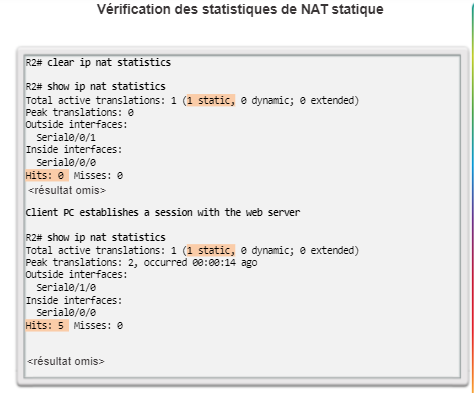 Vérification des statistiques de NAT statique
R2# clear ip nat statistics
R2# show ip nat statistics
Total active translations: 1 (1 static, 0 dynamic; 0 extended)
Peak translations: 0
Outside interfaces:
Serial0/0/1
Inside interfaces:
Serial0/0/0
Hits: 0 Misses: 0
<résultat omis>
Client PC establishes a session with the web server
R2# show ip nat statistics
Total active translations: 1 (1 static, 0 dynamic; 0 extended)
Peak translations: 2, occurred 00:00:14 ago
Outside interfaces:
Serial0/1/0
Inside interfaces:
Serial0/0/0
Hits: 5 Misses: 0
<résultat omis>